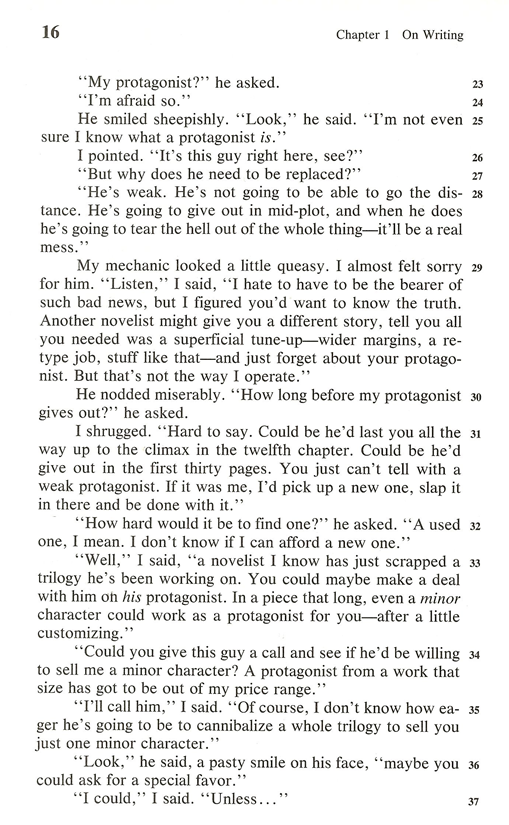 16
Chapter 1 On Writing
“My protagonist?” he asked. 23
“I’m afraid so.” 24
He smiled sheepishly. “Look,” he said. “I’m not even 25
sure I know what a protagonist is.”
I pointed. “It’s this guy right here, see?” 26
“But why does he need to be replaced?” 27
“He’s weak. He’s not going to be able to go the dis- 28
tance. He’s going to give out in mid-plot, and when he does
he’s going to tear the hell out of the whole thing—it’ll be a real
mess.”
My mechanic looked a little queasy. I almost felt sorry 29
for him. “Listen,” I said, “I hate to have to be the bearer of
such bad news, but I figured you’d want to know the truth.
Another novelist might give you a different story, tell you all
you needed was a superficial tune-up—wider margins, a re-
type job, stuff like that—and just forget about your protago-
nist. But that’s not the way I operate.”
He nodded miserably. “How long before my protagonist 30
gives out?” he asked.
I shrugged. “Hard to say. Could be he’d last you all the 31
way up to the climax in the twelfth chapter. Could be he’d
give out in the first thirty pages. You just can’t tell with a
weak protagonist. If it was me, I’d pick up a new one, slap it
in there and be done with it.”
“How hard would it be to find one?” he asked. “A used 32
one, I mean. I don’t know if I can afford a new one.”
“Well,” I said, “a novelist I know has just scrapped a 33
trilogy he’s been working on. You could maybe make a deal
with him on his protagonist. In a piece that long, even a minor
character could work as a protagonist for you—after a little
customizing.”
“Could you give this guy a call and see if he’d be willing 34
to sell me a minor character? A protagonist from a work that
size has got to be out of my price range.”
“I’ll call him,” I said. “Of course, I don’t know how ea- 35
ger he’s going to be to cannibalize a whole trilogy to sell you
just one minor character.”
“Look,” he said, a pasty smile on his face, “maybe you 36
could ask for a special favor.”
“I could,” I said. “Unless...” 37